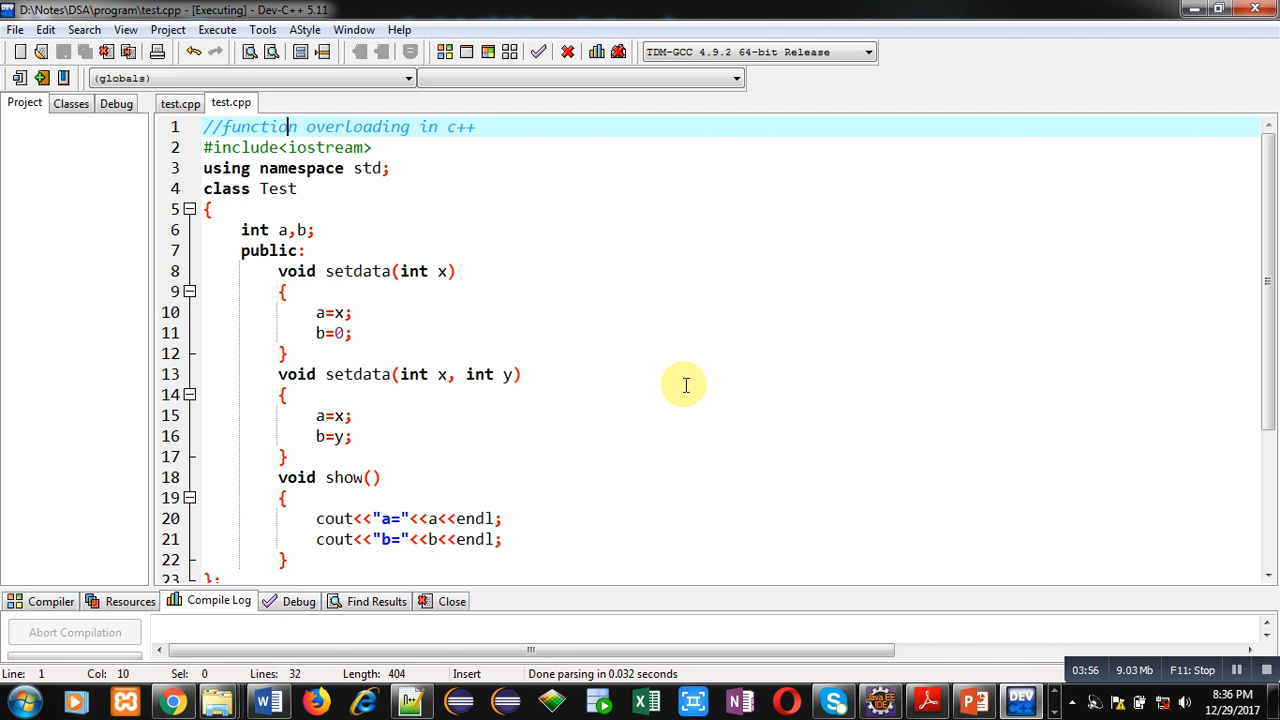 D:\Notes\DSA\program\test.cpp - [Executing] - Dev-C++ 5.11
File Edit Search View Project Execute Tools AStyle Window Help
TDM-GCC 4.9.2 64-bit Release
(globals)
Project Classes Debug test.cpp test.cpp
1 //function overloading in c++
2 #include<iostream>
3 using namespace std;
4 class Test
5 {
6 int a,b;
7 public:
8 void setdata(int x)
9 {
10 a=x;
11 b=0;
12 }
13 void setdata(int x, int y)
14 {
15 a=x;
16 b=y;
17 }
18 void show()
19 {
20 cout<<"a="<<a<<endl;
21 cout<<"b="<<b<<endl;
22 }
23 };
Compiler Resources Compile Log Debug Find Results Close
Abort Compilation
Line: 1 Col: 10 Sel: 0 Lines: 32 Length: 404 Insert Done parsing in 0.032 seconds
03:56 9.03 Mb F11: Stop
8:36 PM
12/29/2017